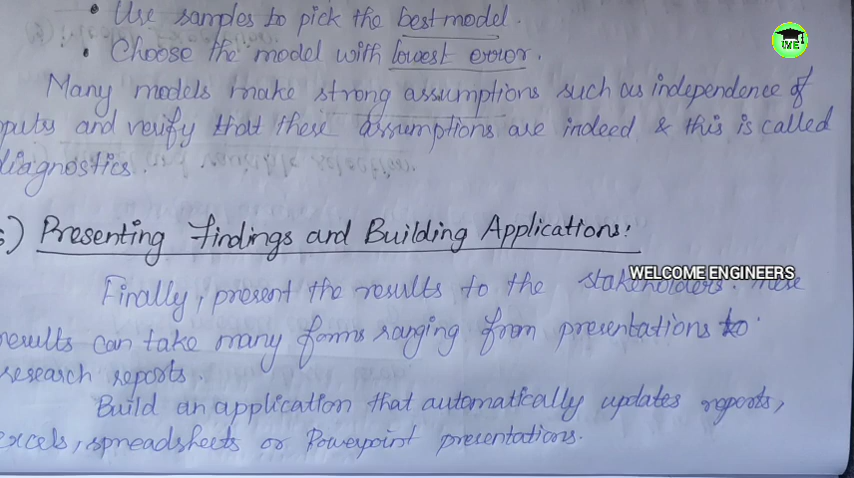 • Use samples to pick the best model.
• Choose the model with lowest error.
IME
Many models make strong assumptions such as independence of
puts and verify that these assumptions are indeed & this is called
diagnostics.
) Presenting findings and Building Applications:
WELCOME ENGINEERS
Finally, present the results to the stakeholders. These
results can take many forms ranging from presentations to
research reports.
Build an application that automatically updates reports,
excels, spreadsheets or Powerpoint presentations.